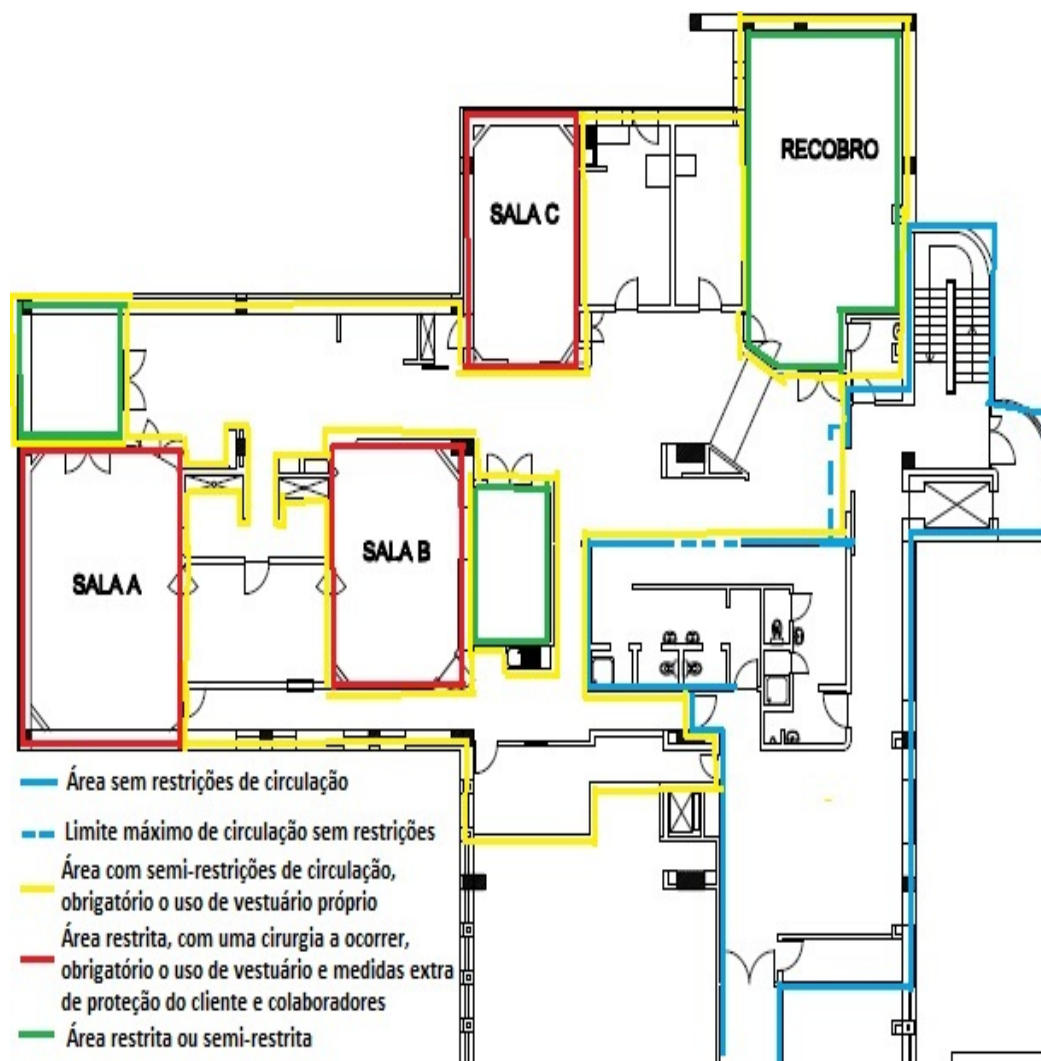 RECOBRO
SALA C
SALA B
SALA A
Área sem restrições de circulação
Limite máximo de circulação sem restrições
Área com semi-restrições de circulação,
obrigatório o uso de vestuário próprio
Área restrita, com uma cirurgia a ocorrer,
obrigatório o uso de vestuário e medidas extra
de proteção do cliente e colaboradores
Área restrita ou semi-restrita